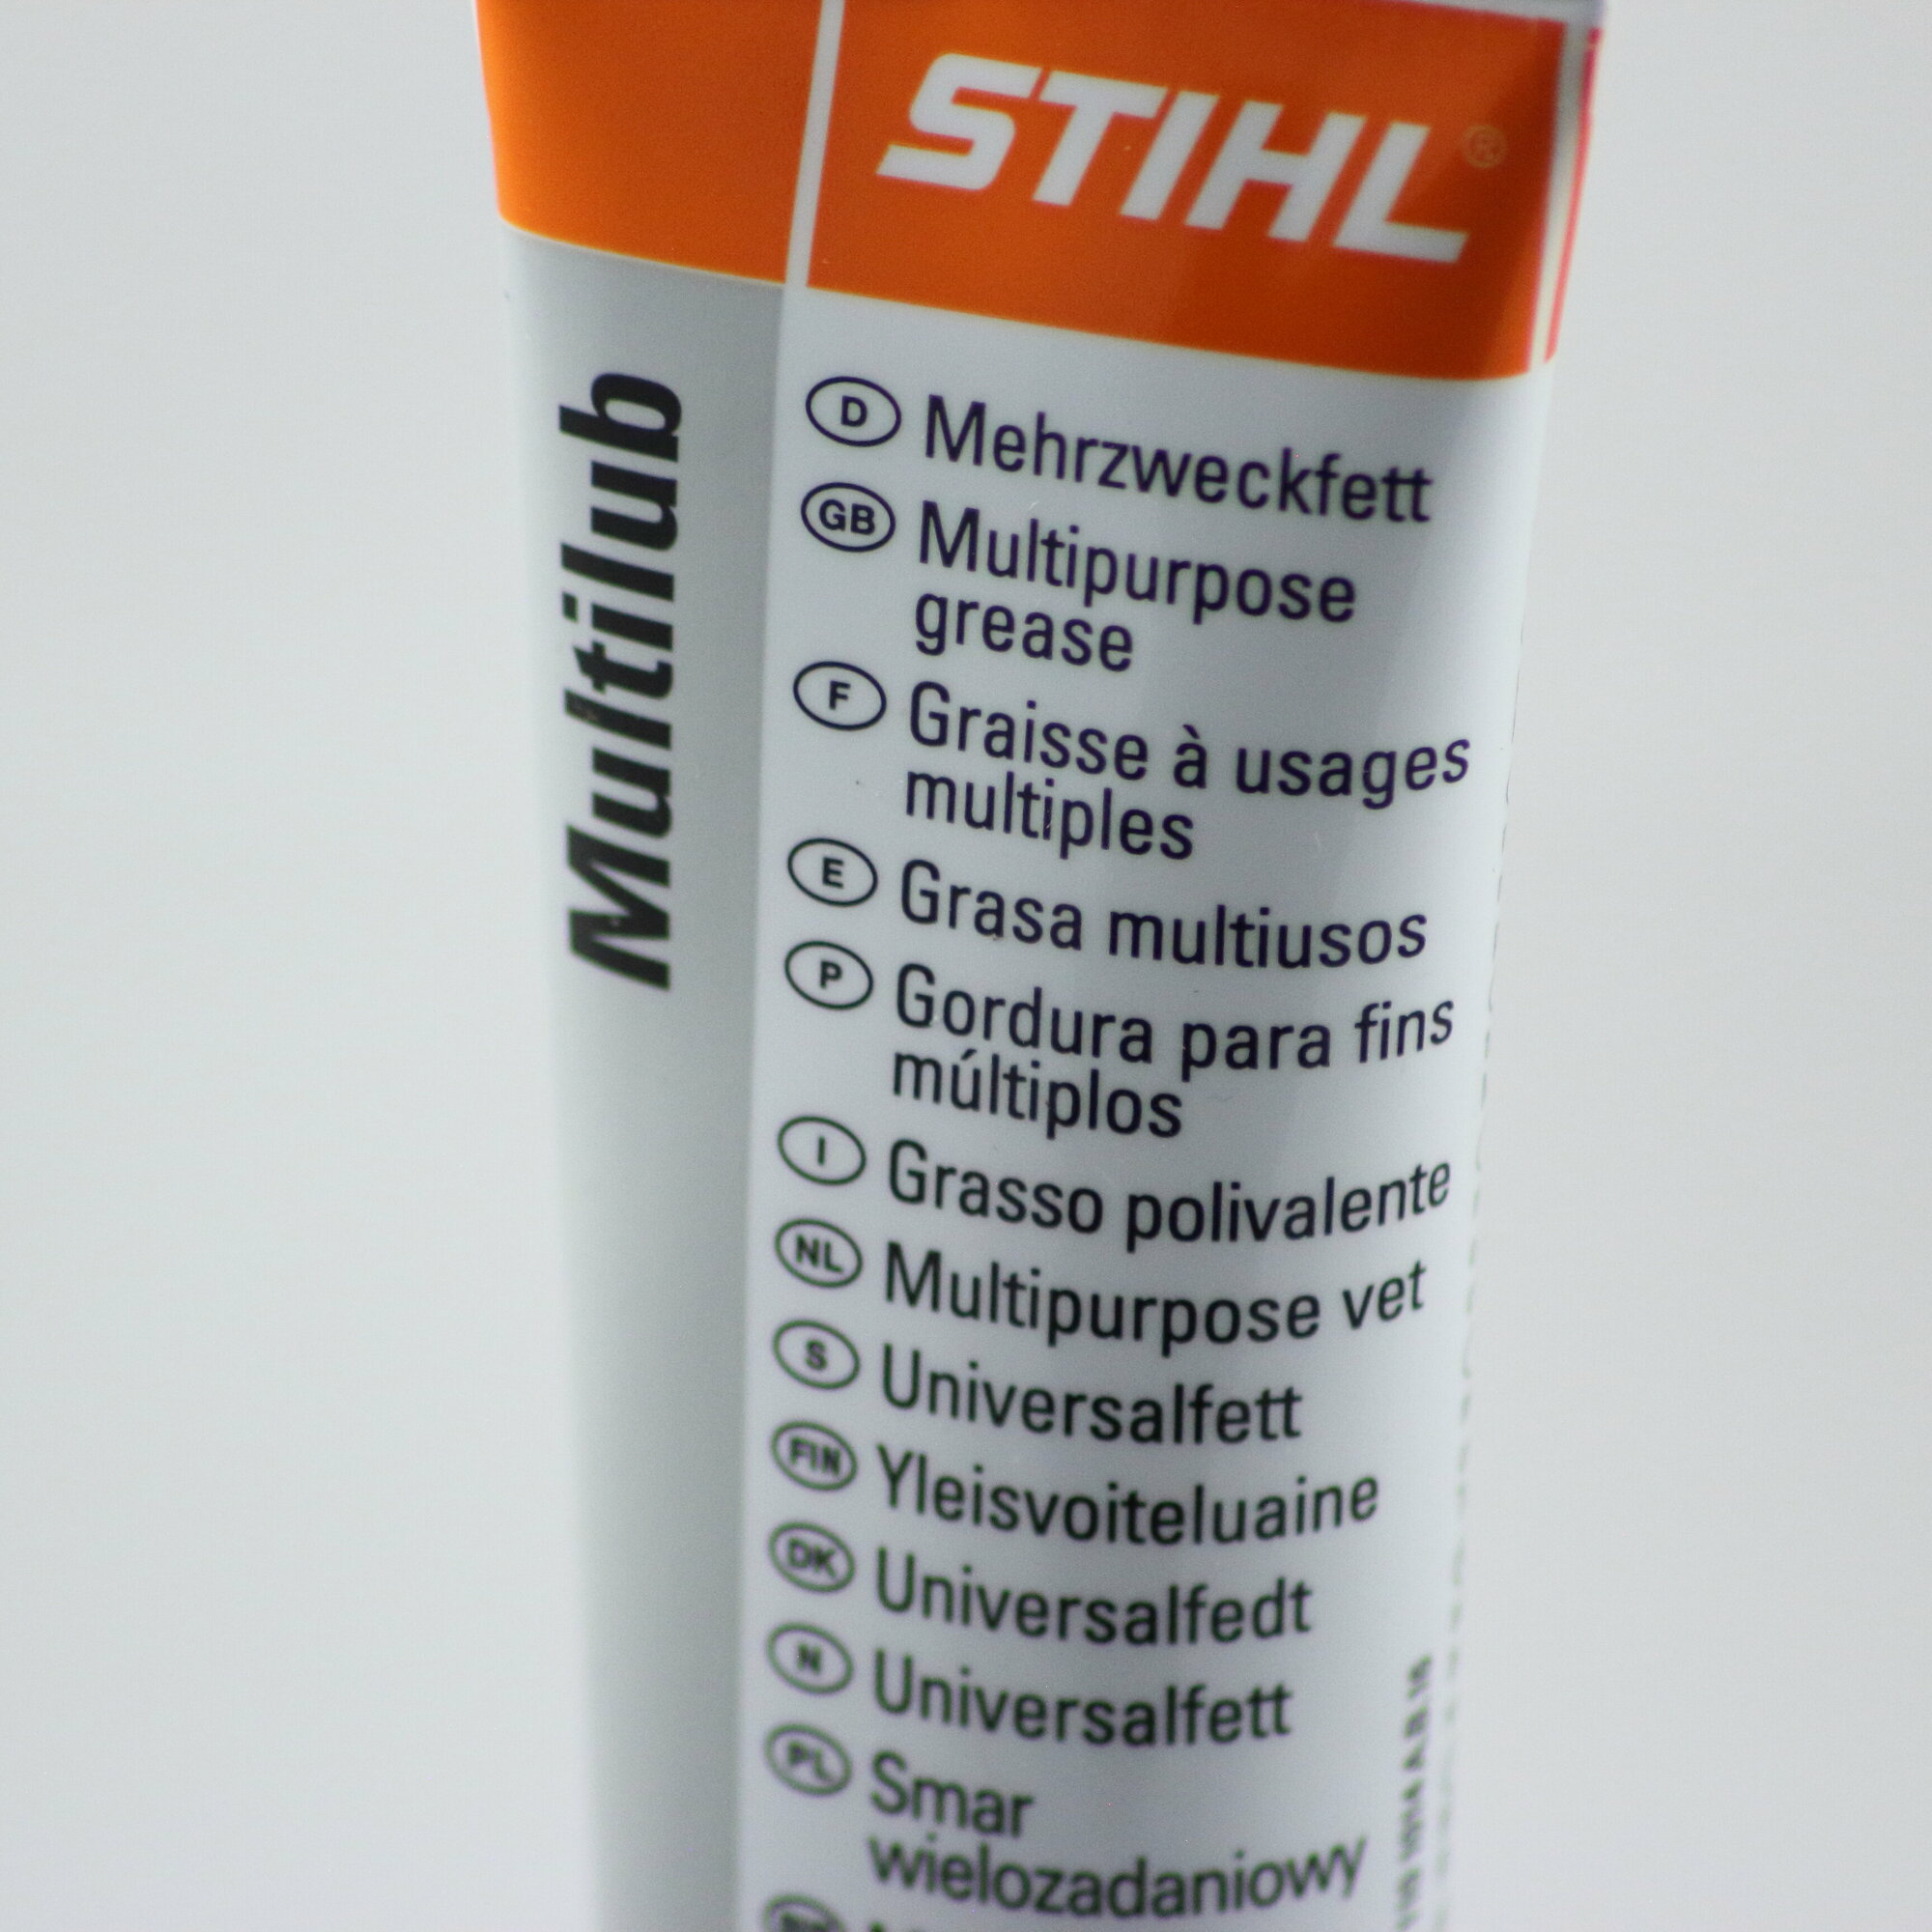 STIHL®
Multilub
D Mehrzweckfett
GB Multipurpose
grease
F Graisse à usages
multiples
E Grasa multiusos
P Gordura para fins
múltiplos
I Grasso polivalente
NL Multipurpose vet
S Universalfett
FIN Yleisvoiteluaine
DK Universalfedt
N Universalfett
PL Smar
wielozadaniowy